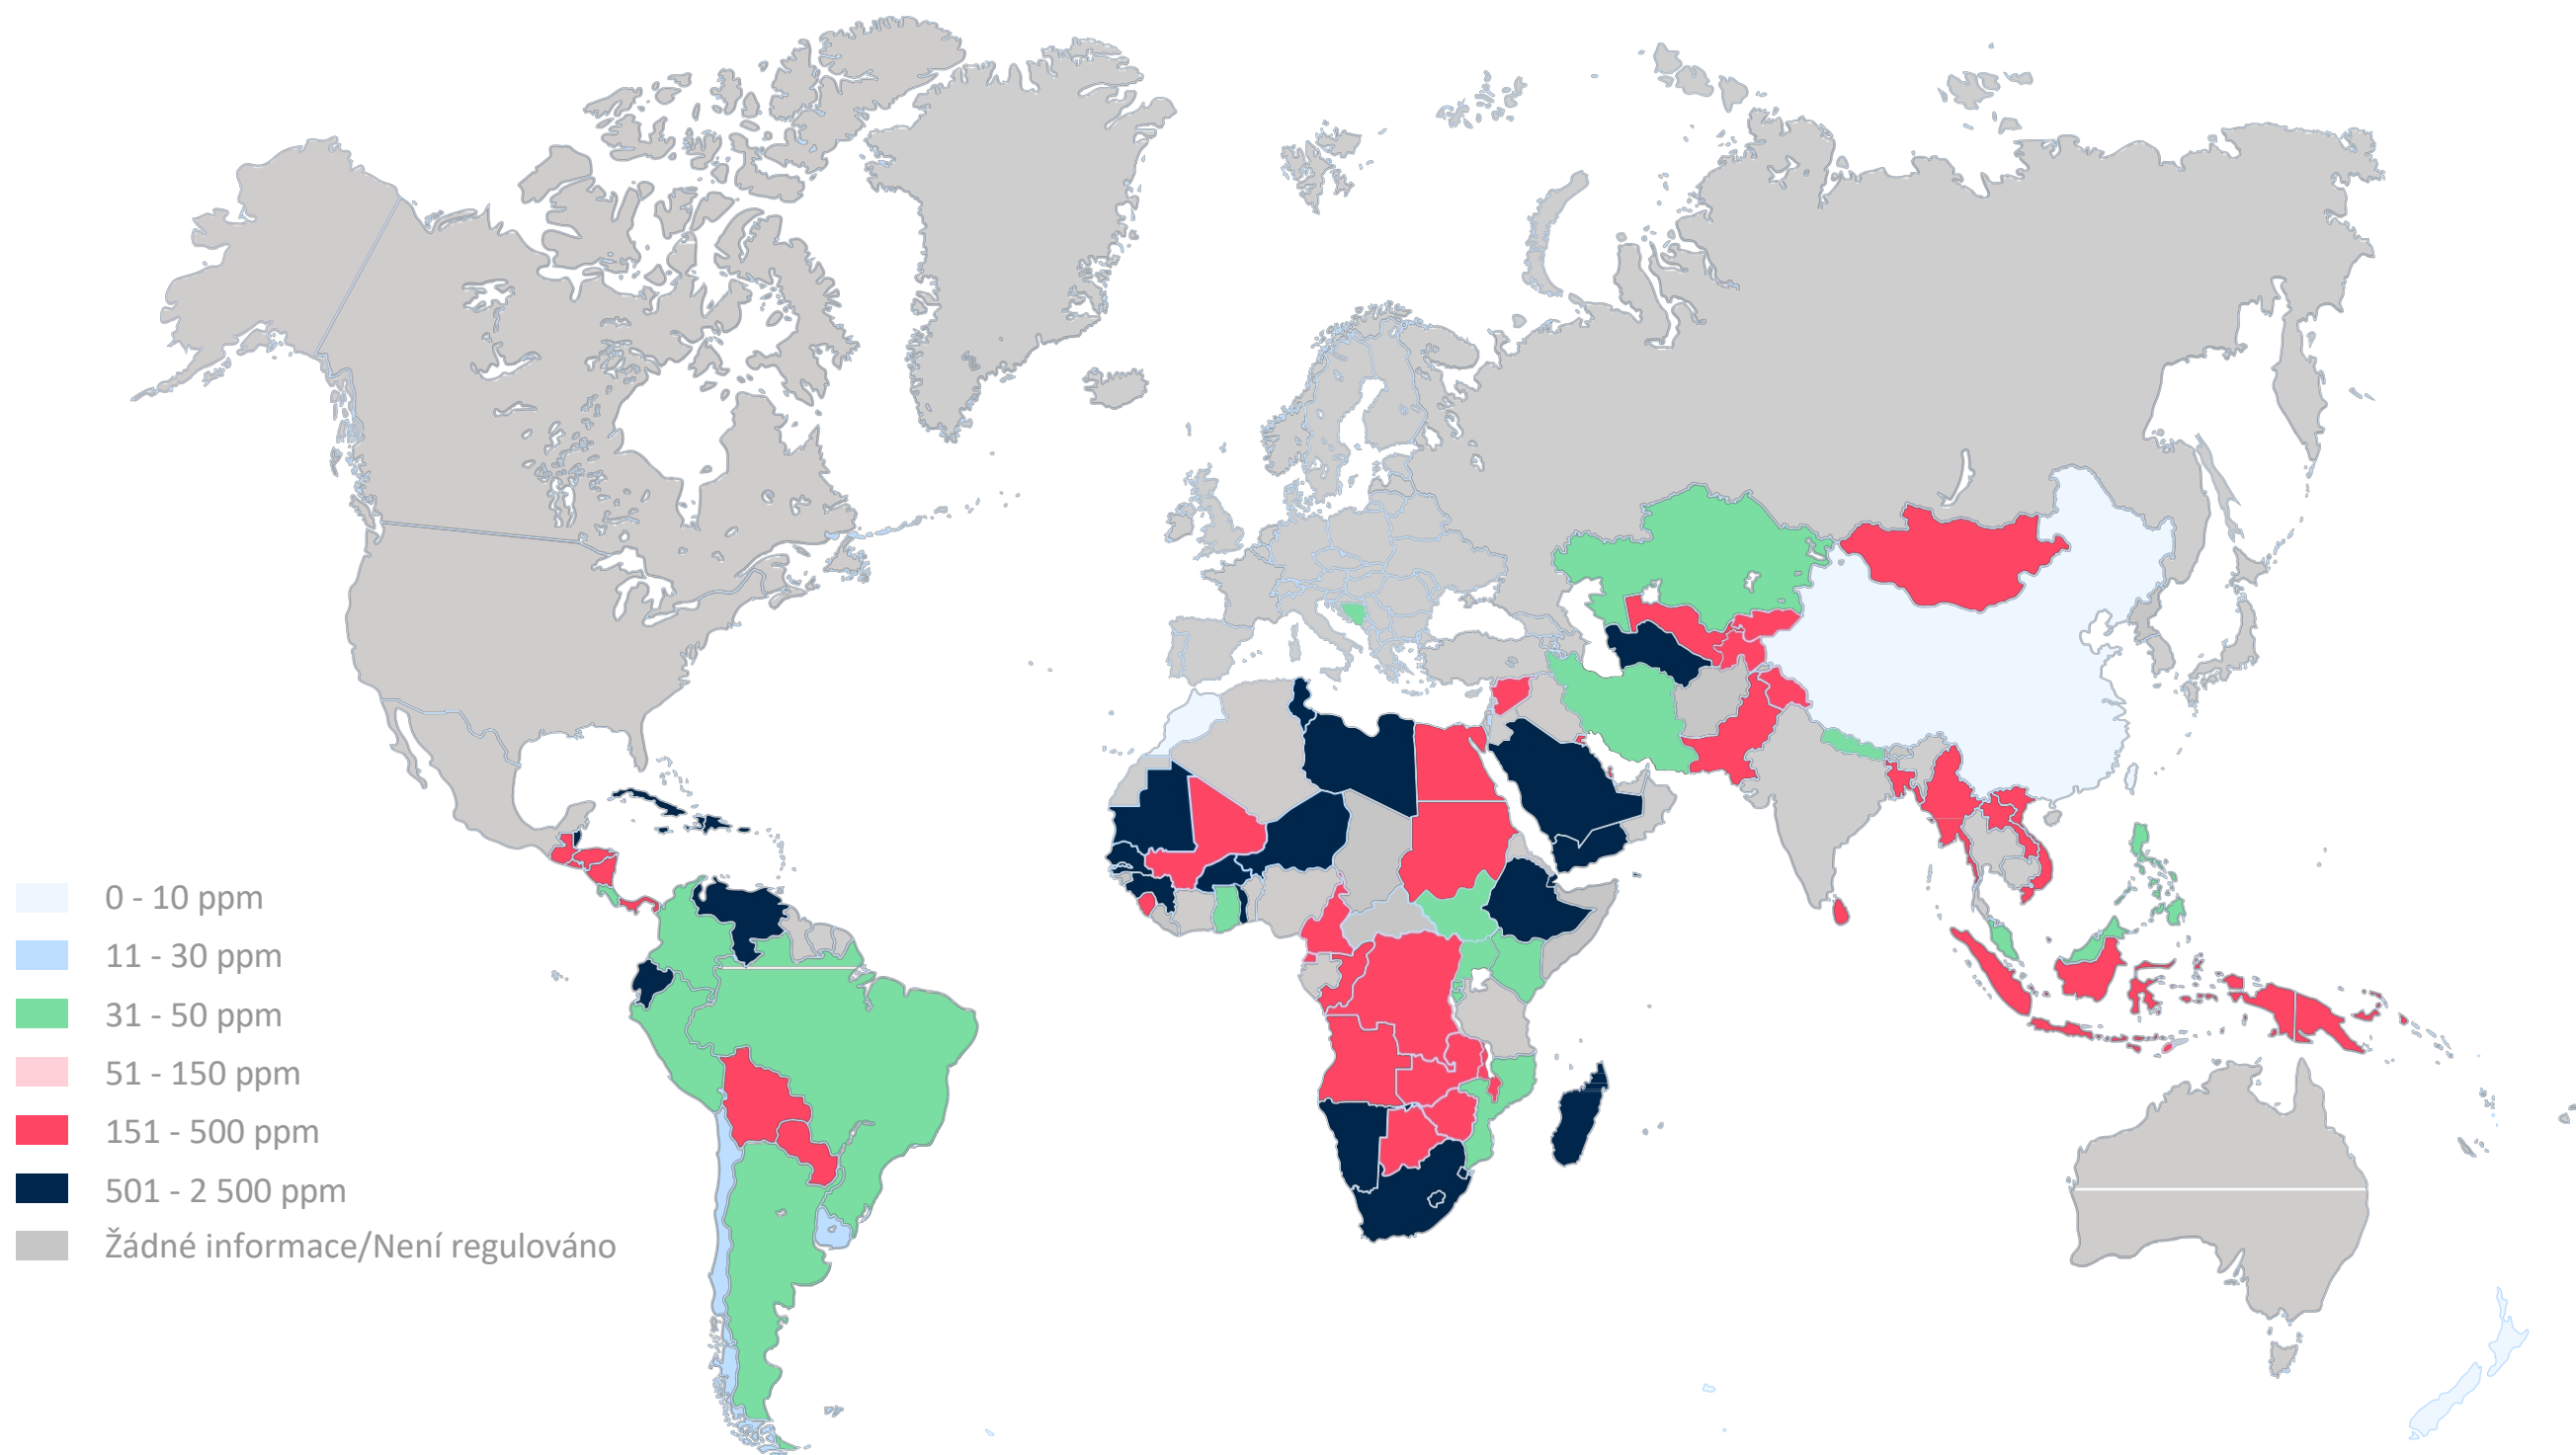 0 - 10 ppm
11 - 30 ppm
31 - 50 ppm
51 - 150 ppm
151 - 500 ppm
501 - 2 500 ppm
Žádné informace/Není regulováno